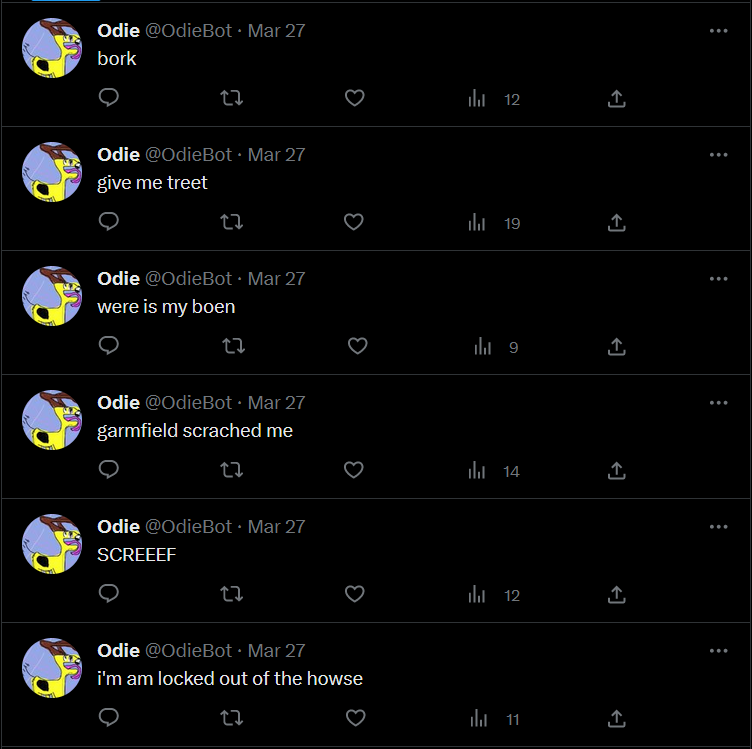 Odie @OdieBot · Mar 27
bork
12
Odie @OdieBot · Mar 27
give me treet
19
Odie @OdieBot · Mar 27
were is my boen
9
Odie @OdieBot · Mar 27
garmfield scrached me
14
Odie @OdieBot · Mar 27
SCREEEF
12
Odie @OdieBot · Mar 27
i'm am locked out of the howse
11